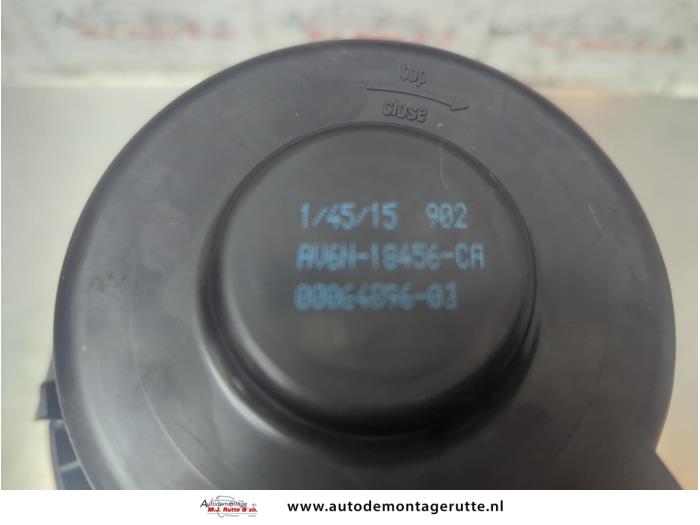 top
close
1/45/15 902
AV6N-18456-CA
00064896-03
Autodemontage
M.J. Rutte & zn.
www.autodemontagerutte.nl